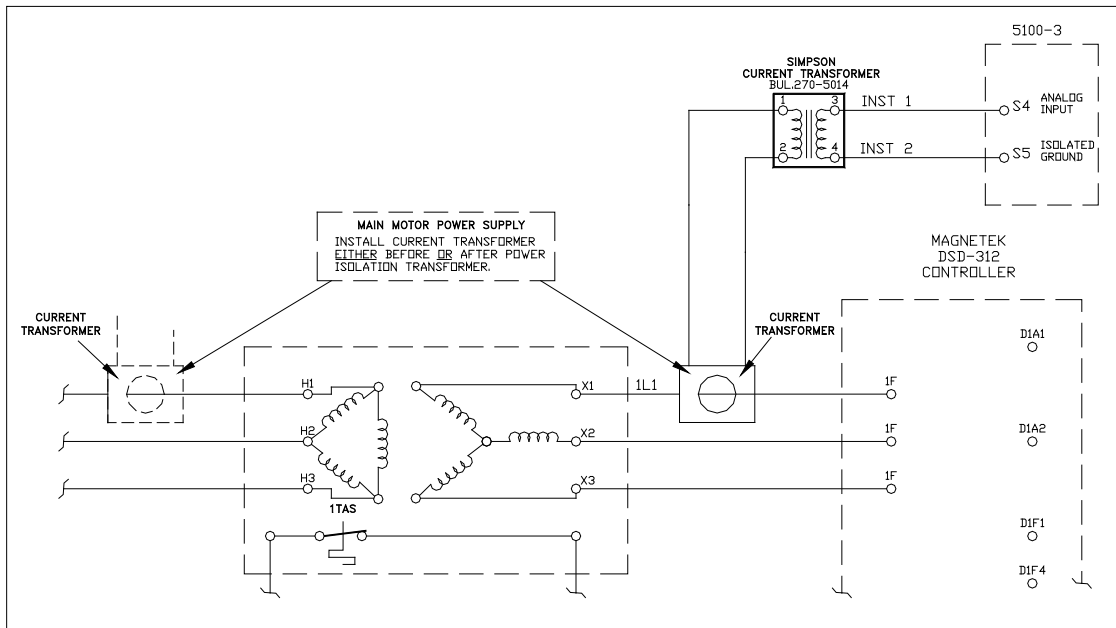 5100-3
SIMPSON
CURRENT TRANSFORMER
BUL.270-5014
1
3
INST 1
S4
ANALOG
INPUT
2
4
INST 2
S5
ISOLATED
GROUND
MAIN MOTOR POWER SUPPLY
INSTALL CURRENT TRANSFORMER
EITHER BEFORE OR AFTER POWER
ISOLATION TRANSFORMER.
MAGNETEK
DSD-312
CONTROLLER
CURRENT
TRANSFORMER
CURRENT
TRANSFORMER
D1A1
H1
X1
1L1
1F
H2
X2
1F
D1A2
H3
X3
1F
1TAS
D1F1
D1F4